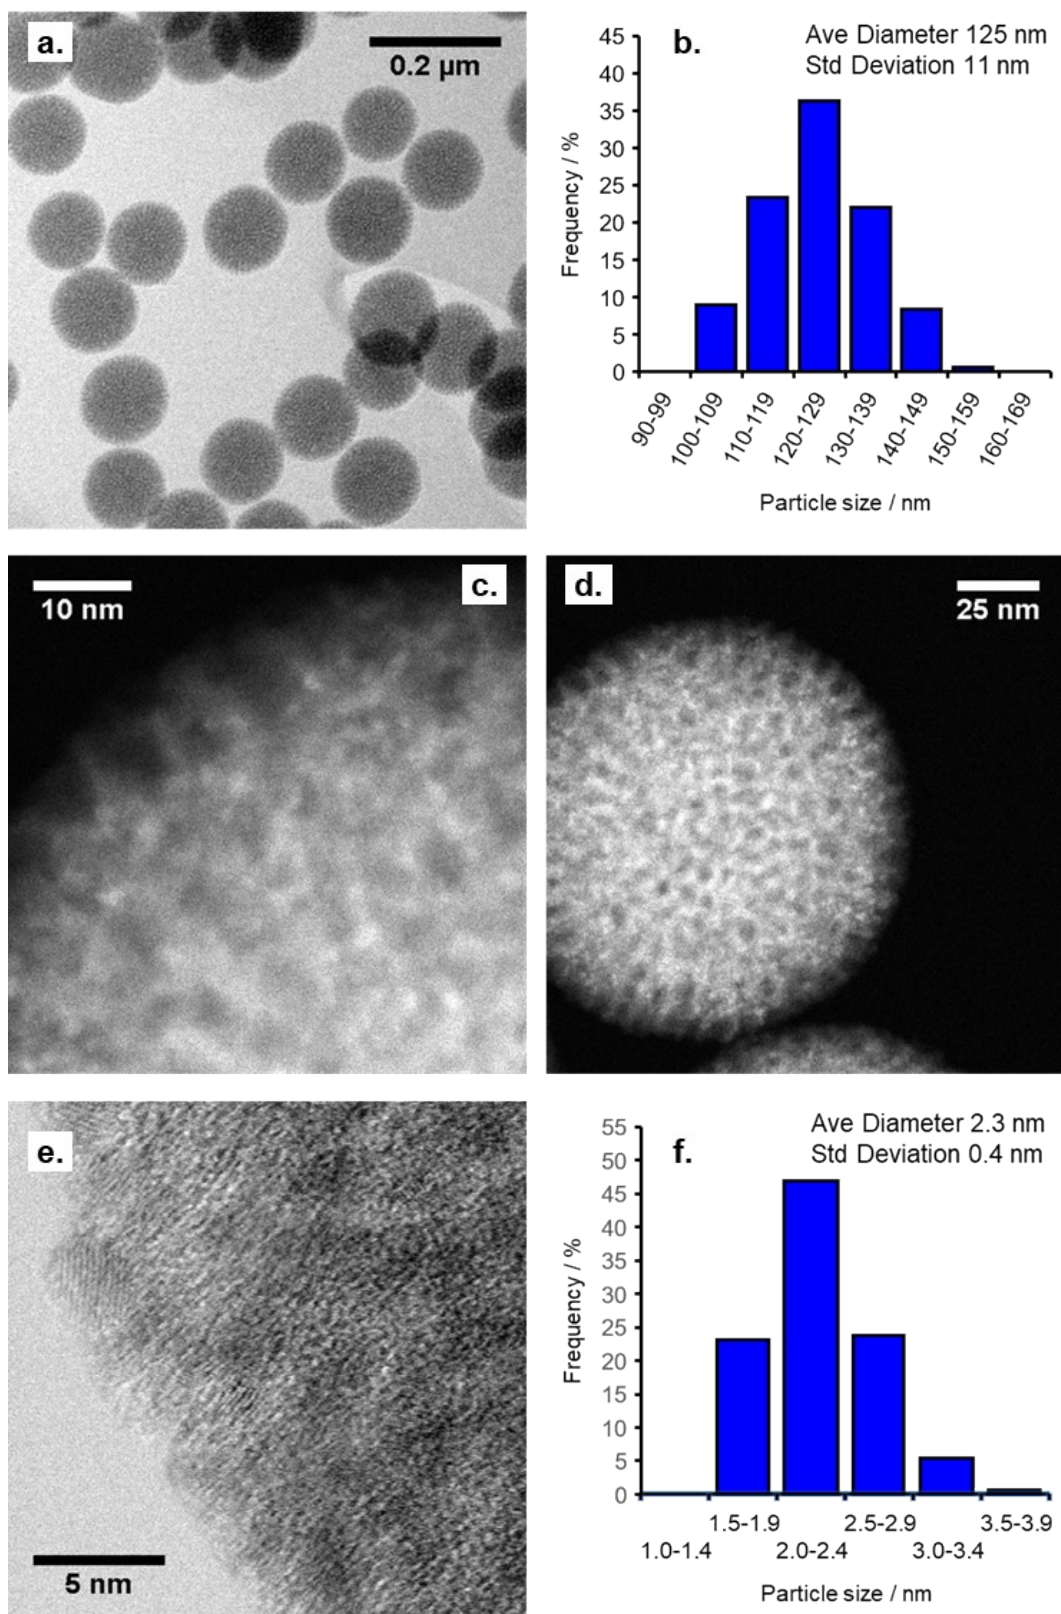 a.
0.2 µm
b.
Ave Diameter 125 nm
Std Deviation 11 nm
45
40
35
30
25
20
15
10
5
0
Frequency / %
90-99
100-109
110-119
120-129
130-139
140-149
150-159
160-169
Particle size / nm
10 nm
c.
d.
25 nm
e.
5 nm
f.
Ave Diameter 2.3 nm
Std Deviation 0.4 nm
55
50
45
40
35
30
25
20
15
10
5
0
Frequency / %
1.5-1.9
2.5-2.9
3.5-3.9
1.0-1.4
2.0-2.4
3.0-3.4
Particle size / nm